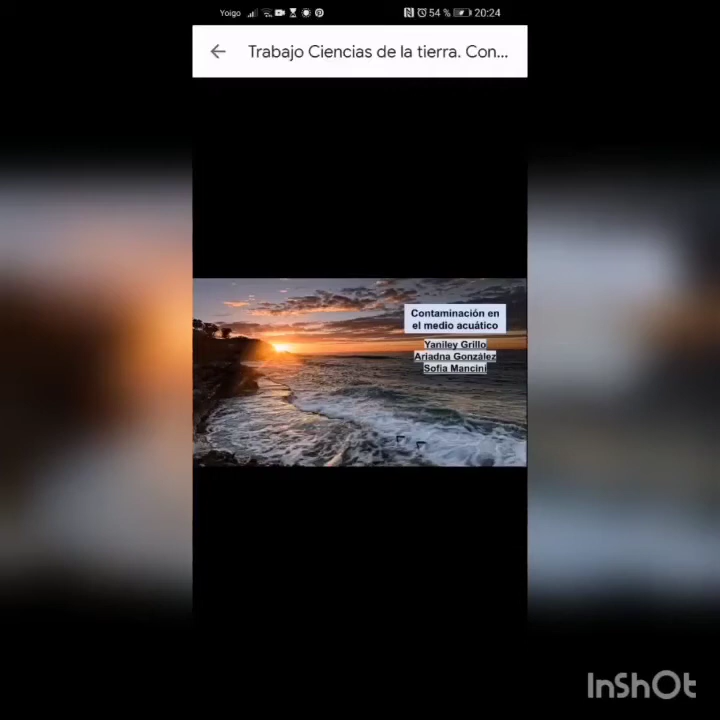 Yoigo 54 % 20:24
Trabajo Ciencias de la tierra. Con...
Contaminación en
el medio acuático
Yaniley Grillo
Ariadna González
Sofia Mancini
InShOt